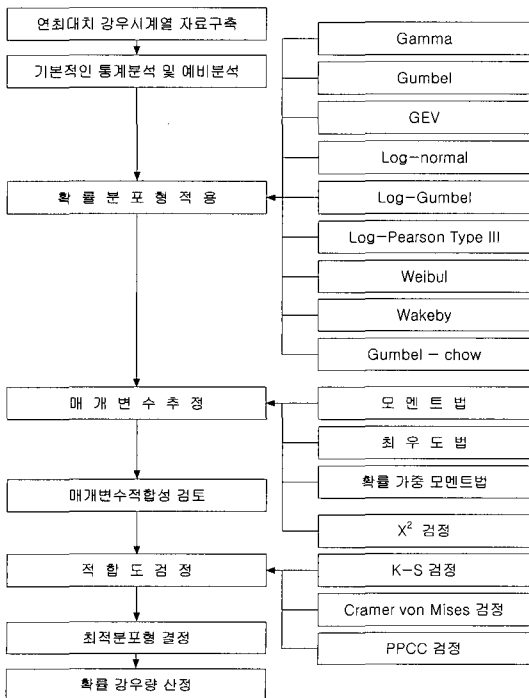 연최대치 강우시계열 자료구축
기본적인 통계분석 및 예비분석
확 률 분 포 형 적 용
Gamma
Gumbel
GEV
Log-normal
Log-Gumbel
Log-Pearson Type III
Weibul
Wakeby
Gumbel - chow
매 개 변 수 추 정
모 멘 트 법
최 우 도 법
확률 가중 모멘트법
매개변수적합성 검토
X² 검정
적 합 도 검 정
K-S 검정
Cramer von Mises 검정
PPCC 검정
최적분포형 결정
확률 강우량 산정